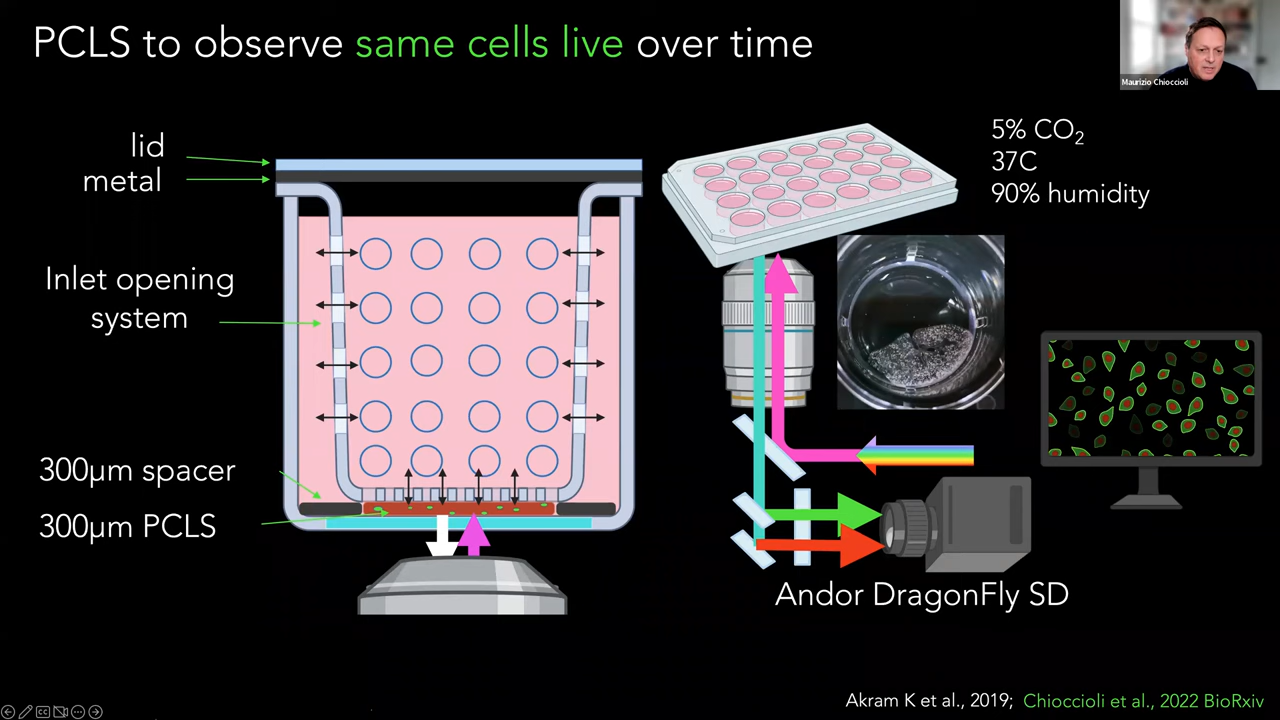 PCLS to observe same cells live over time
Maurizio Chioccioli
lid
metal
Inlet opening
system
300µm spacer
300µm PCLS
5% CO₂
37C
90% humidity
Andor DragonFly SD
Akram K et al., 2019; Chioccioli et al., 2022 BioRxiv